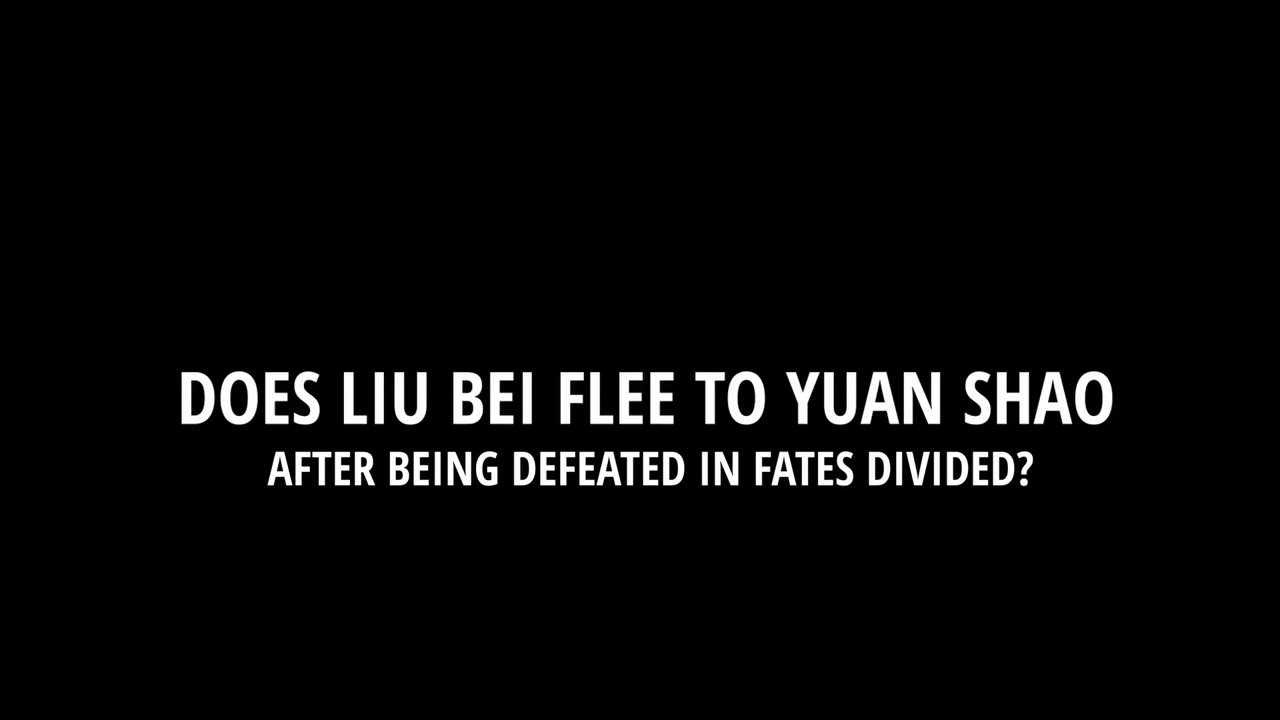 DOES LIU BEI FLEE TO YUAN SHAO
AFTER BEING DEFEATED IN FATES DIVIDED?